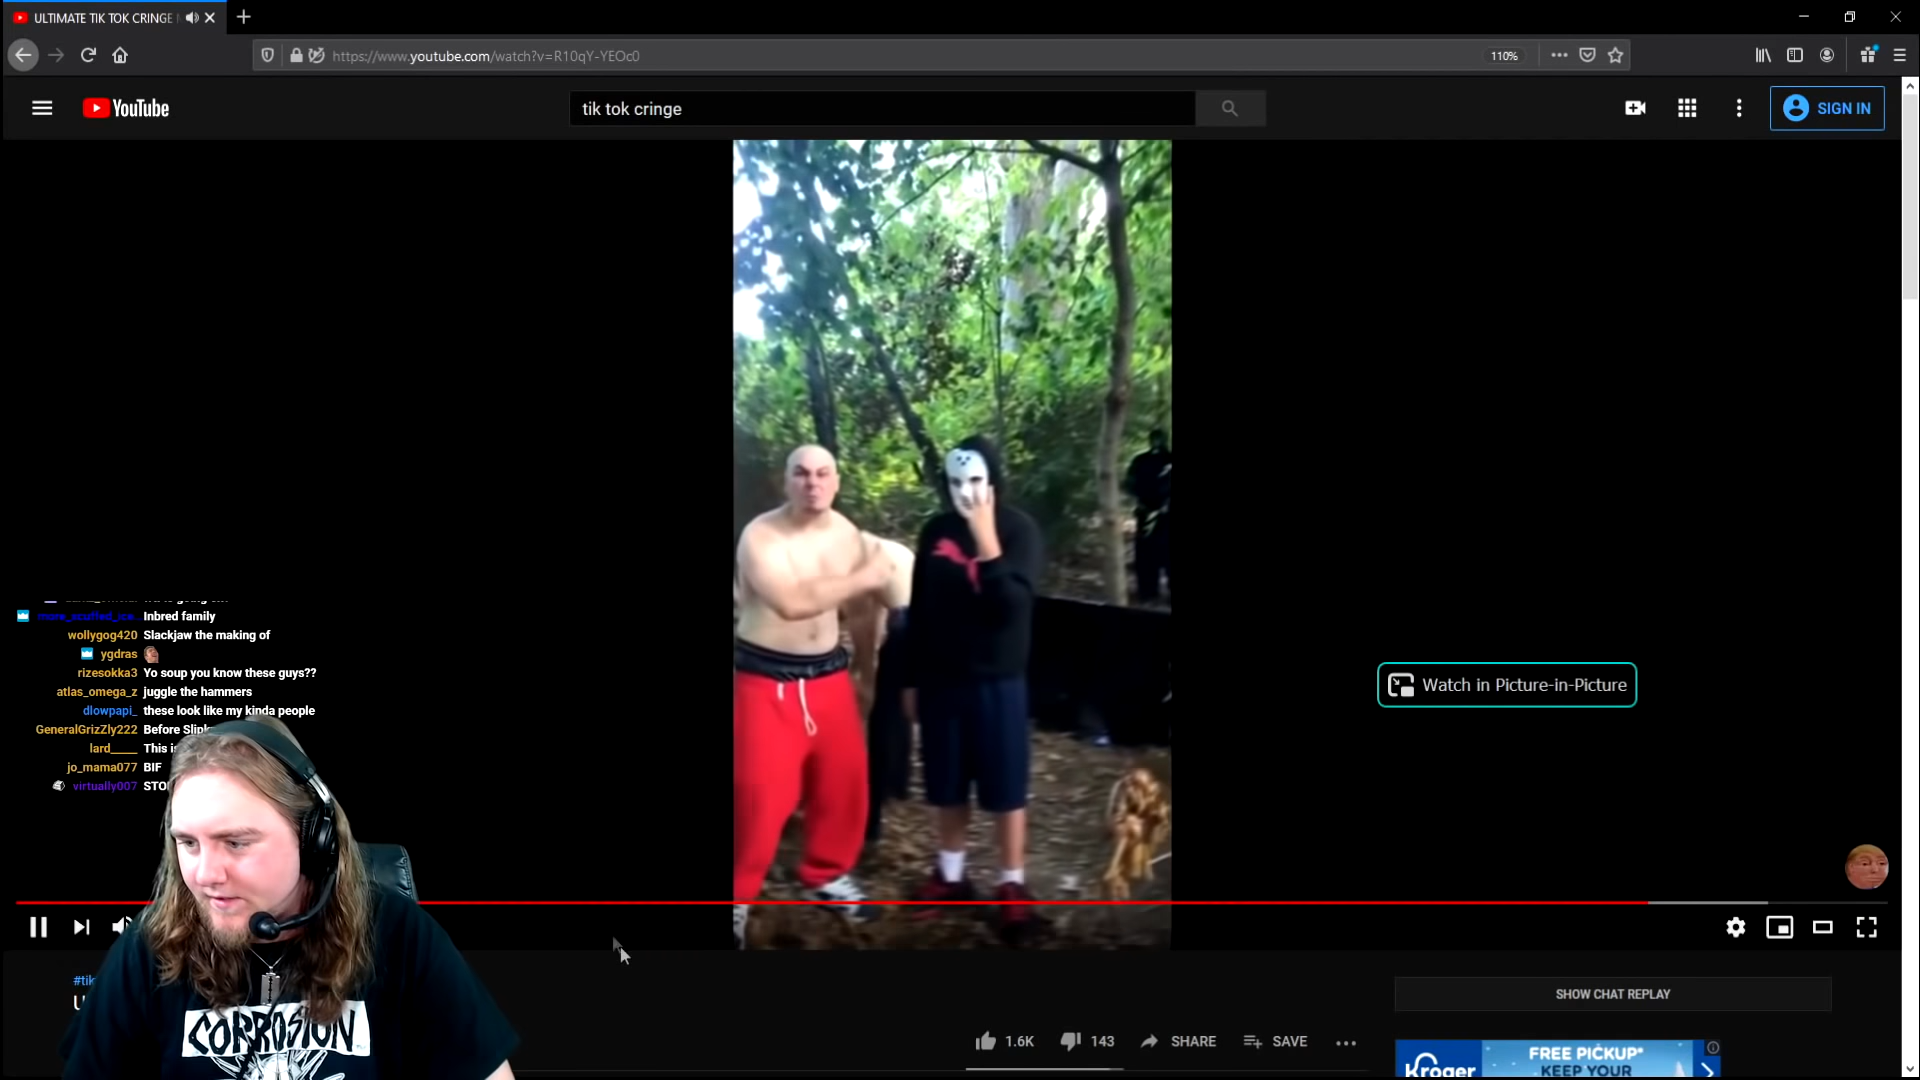 ULTIMATE TIK TOK CRINGE
https://www.youtube.com/watch?v=R10qY-YEOc0
110%
YouTube
tik tok cringe
SIGN IN
Inbred family
wollygog420 Slackjaw the making of
ygdras
rizesokka3 Yo soup you know these guys??
atlas_omega_z juggle the hammers
dlowpapi_ these look like my kinda people
GeneralGrizZly222 Before
lard____ This
jo_mama077 BIF
virtually007
Watch in Picture-in-Picture
#tik
U
CORROSION
1.6K
143
SHARE
SAVE
SHOW CHAT REPLAY
Kroger
FREE PICKUP*
KEEP YOUR